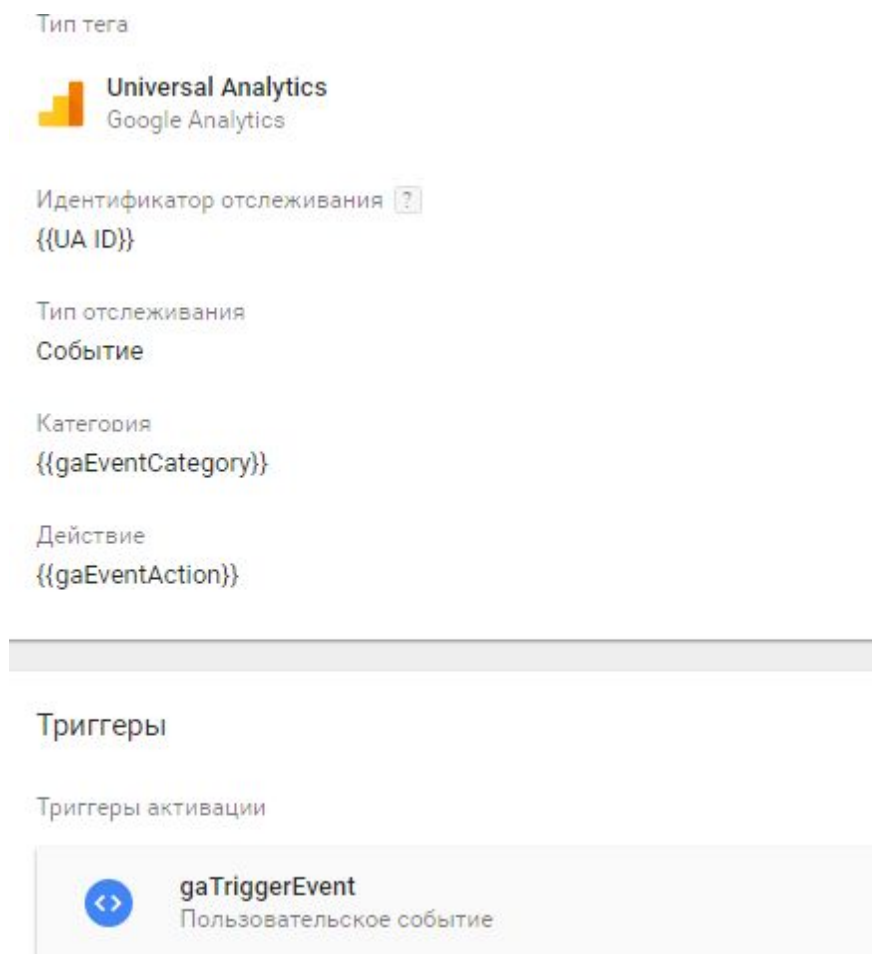 Тип тега
Universal Analytics
Google Analytics
Идентификатор отслеживания ?
{{UA ID}}
Тип отслеживания
Событие
Категория
{{gaEventCategory}}
Действие
{{gaEventAction}}
Триггеры
Триггеры активации
gaTriggerEvent
Пользовательское событие